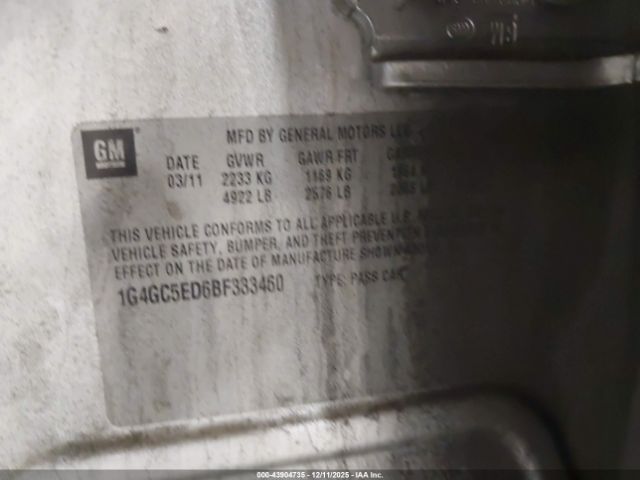 GM
MFD BY GENERAL MOTORS LLC
DATE GVWR GAWR FRT
03/11 2233 KG 1169 KG
4922 LB 2576 LB
THIS VEHICLE CONFORMS TO ALL APPLICABLE U.S.
VEHICLE SAFETY, BUMPER, AND THEFT PREVENTION
EFFECT ON THE DATE OF MANUFACTURE SHOWN
1G4GC5ED6BF333460 TYPE: PASS CAR
000-43904735 - 12/11/2025 - IAA Inc.